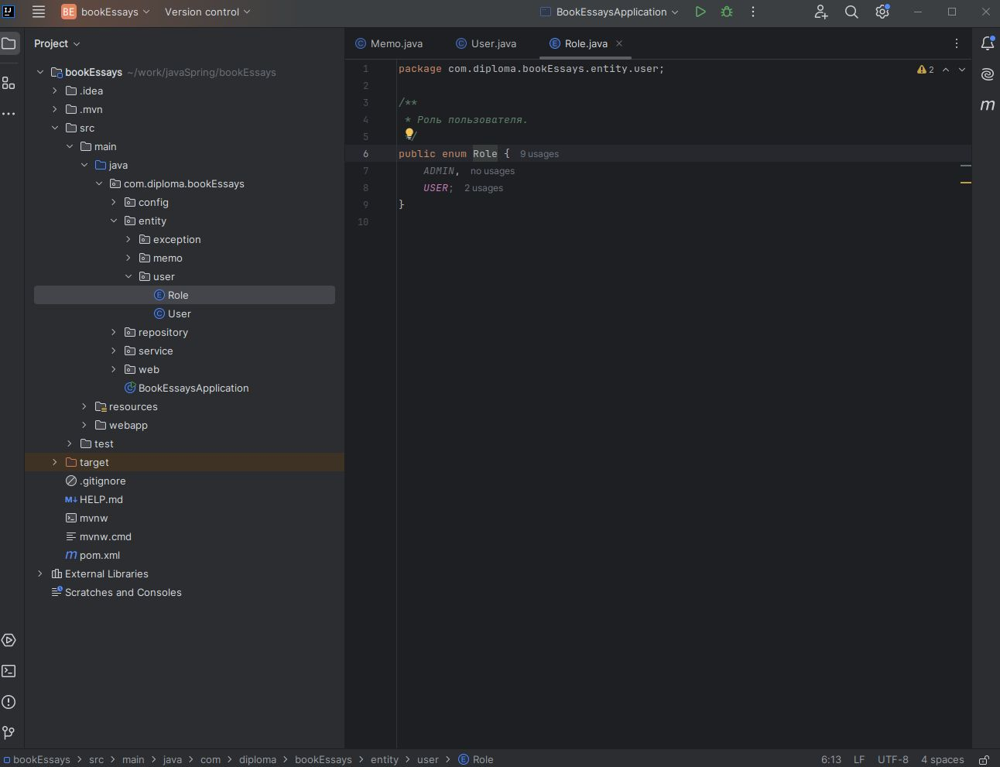 BE bookEssays Version control BookEssaysApplication
Project
Memo.java User.java Role.java
bookEssays ~/work/javaSpring/bookEssays
.idea
.mvn
src
main
java
com.diploma.bookEssays
config
entity
exception
memo
user
Role
User
repository
service
web
BookEssaysApplication
resources
webapp
test
target
.gitignore
HELP.md
mvnw
mvnw.cmd
pom.xml
External Libraries
Scratches and Consoles
1 package com.diploma.bookEssays.entity.user; 2
2
3 /**
4 * Роль пользователя.
5 */
6 public enum Role { 9 usages
7 ADMIN, no usages
8 USER; 2 usages
9 }
10
bookEssays > src > main > java > com > diploma > bookEssays > entity > user > Role 6:13 LF UTF-8 4 spaces